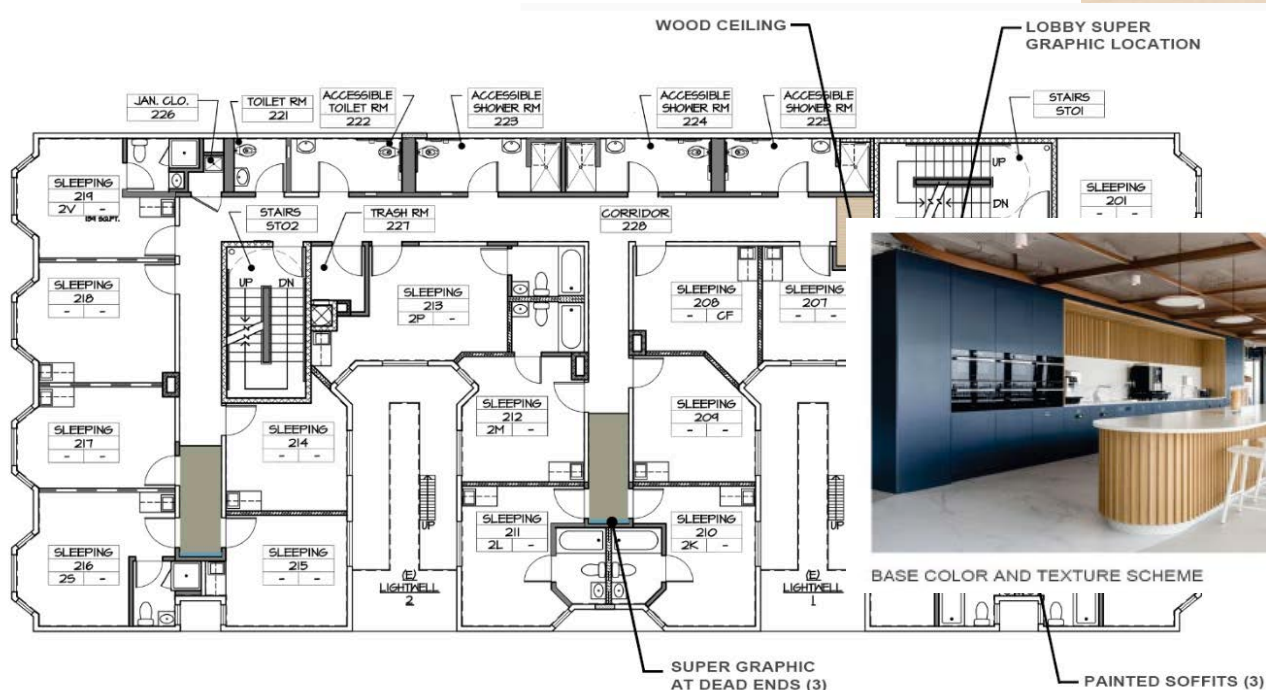 WOOD CEILING
LOBBY SUPER
GRAPHIC LOCATION
JAN. CLO.
226
TOILET RM
221
ACCESSIBLE
TOILET RM
222
ACCESSIBLE
SHOWER RM
223
ACCESSIBLE
SHOWER RM
224
ACCESSIBLE
SHOWER RM
225
STAIRS
ST01
UP
DN
SLEEPING
219
2V -
SLEEPING
201
- -
STAIRS
ST02
TRASH RM
227
CORRIDOR
228
UP DN
SLEEPING
218
- -
SLEEPING
213
2P -
SLEEPING
208
- CF
SLEEPING
207
- -
SLEEPING
217
- -
SLEEPING
214
- -
SLEEPING
212
2M -
SLEEPING
209
- -
SLEEPING
216
2S -
SLEEPING
215
- -
UP
(E)
LIGHTWELL
2
SLEEPING
211
2L -
SLEEPING
210
2K -
UP
(E)
LIGHTWELL
1
BASE COLOR AND TEXTURE SCHEME
SUPER GRAPHIC
AT DEAD ENDS (3)
PAINTED SOFFITS (3)